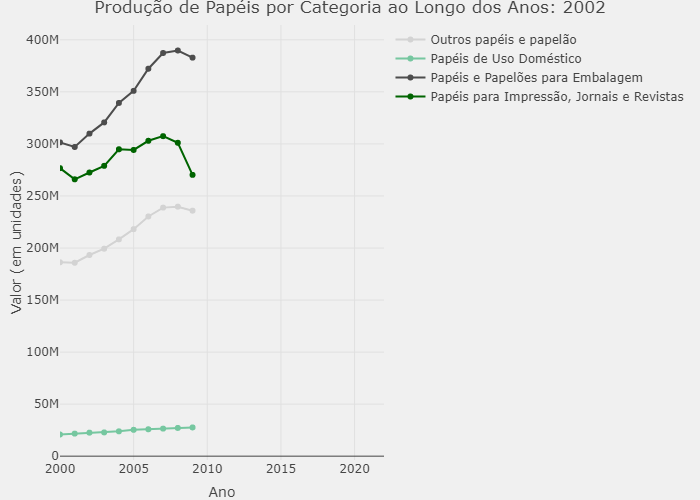 Produção de Papéis por Categoria ao Longo dos Anos: 2002
Outros papéis e papelão
Papéis de Uso Doméstico
Papéis e Papelões para Embalagem
Papéis para Impressão, Jornais e Revistas
Valor (em unidades)
400M
350M
300M
250M
200M
150M
100M
50M
0
2000
2005
2010
2015
2020
Ano